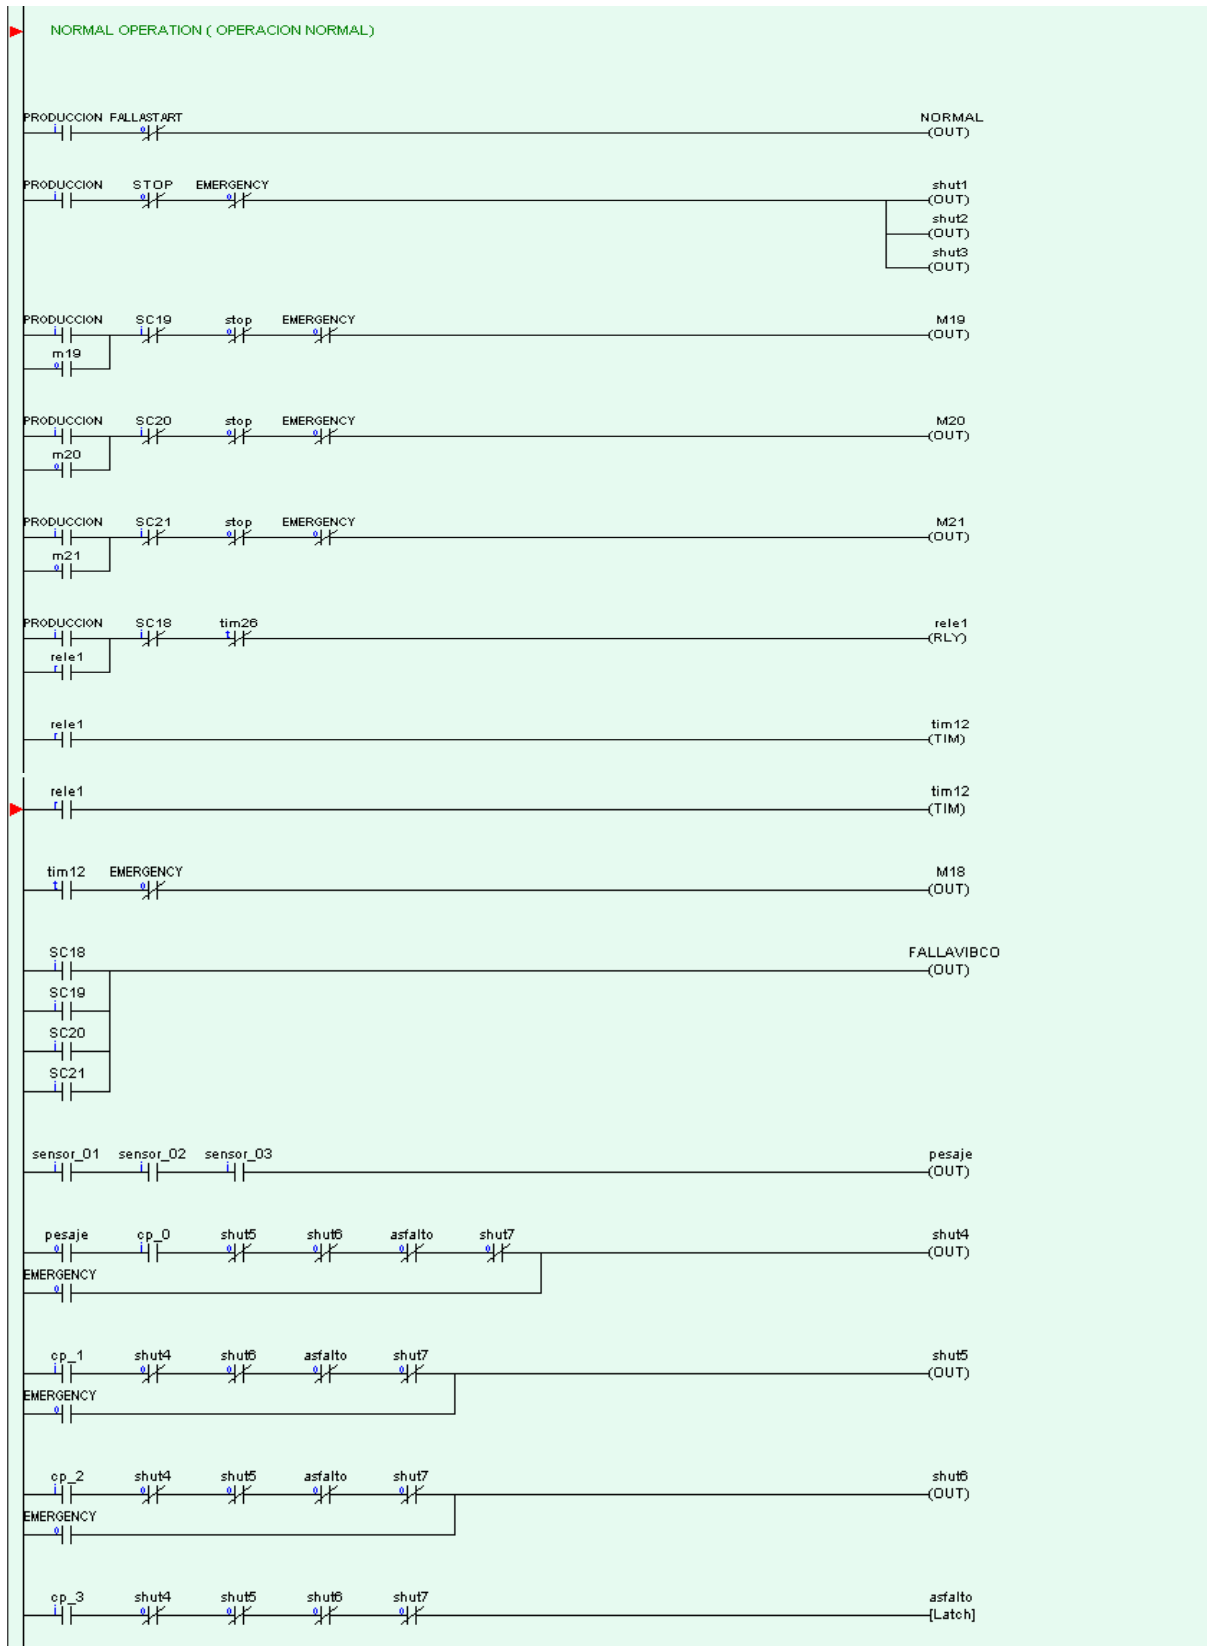 NORMAL OPERATION ( OPERACION NORMAL)
PRODUCCION FALLASTART NORMAL
i o (OUT)
PRODUCCION STOP EMERGENCY shut1
i o o (OUT)
shut2
(OUT)
shut3
(OUT)
PRODUCCION SC19 stop EMERGENCY M19
i i o o (OUT)
m19
o
PRODUCCION SC20 stop EMERGENCY M20
i i o o (OUT)
m20
o
PRODUCCION SC21 stop EMERGENCY M21
i i o o (OUT)
m21
o
PRODUCCION SC18 tim26 rele1
i i t (RLY)
rele1
r
rele1 tim12
r (TIM)
rele1 tim12
r (TIM)
tim12 EMERGENCY M18
t o (OUT)
SC18 FALLAVIBCO
i (OUT)
SC19
i
SC20
i
SC21
i
sensor_01 sensor_02 sensor_03 pesaje
i i i (OUT)
pesaje cp_0 shut5 shut6 asfalto shut7 shut4
o i o o o o (OUT)
EMERGENCY
o
cp_1 shut4 shut6 asfalto shut7 shut5
i o o o o (OUT)
EMERGENCY
o
cp_2 shut4 shut5 asfalto shut7 shut6
i o o o o (OUT)
EMERGENCY
o
cp_3 shut4 shut5 shut6 shut7 asfalto
i o o o o [Latch]